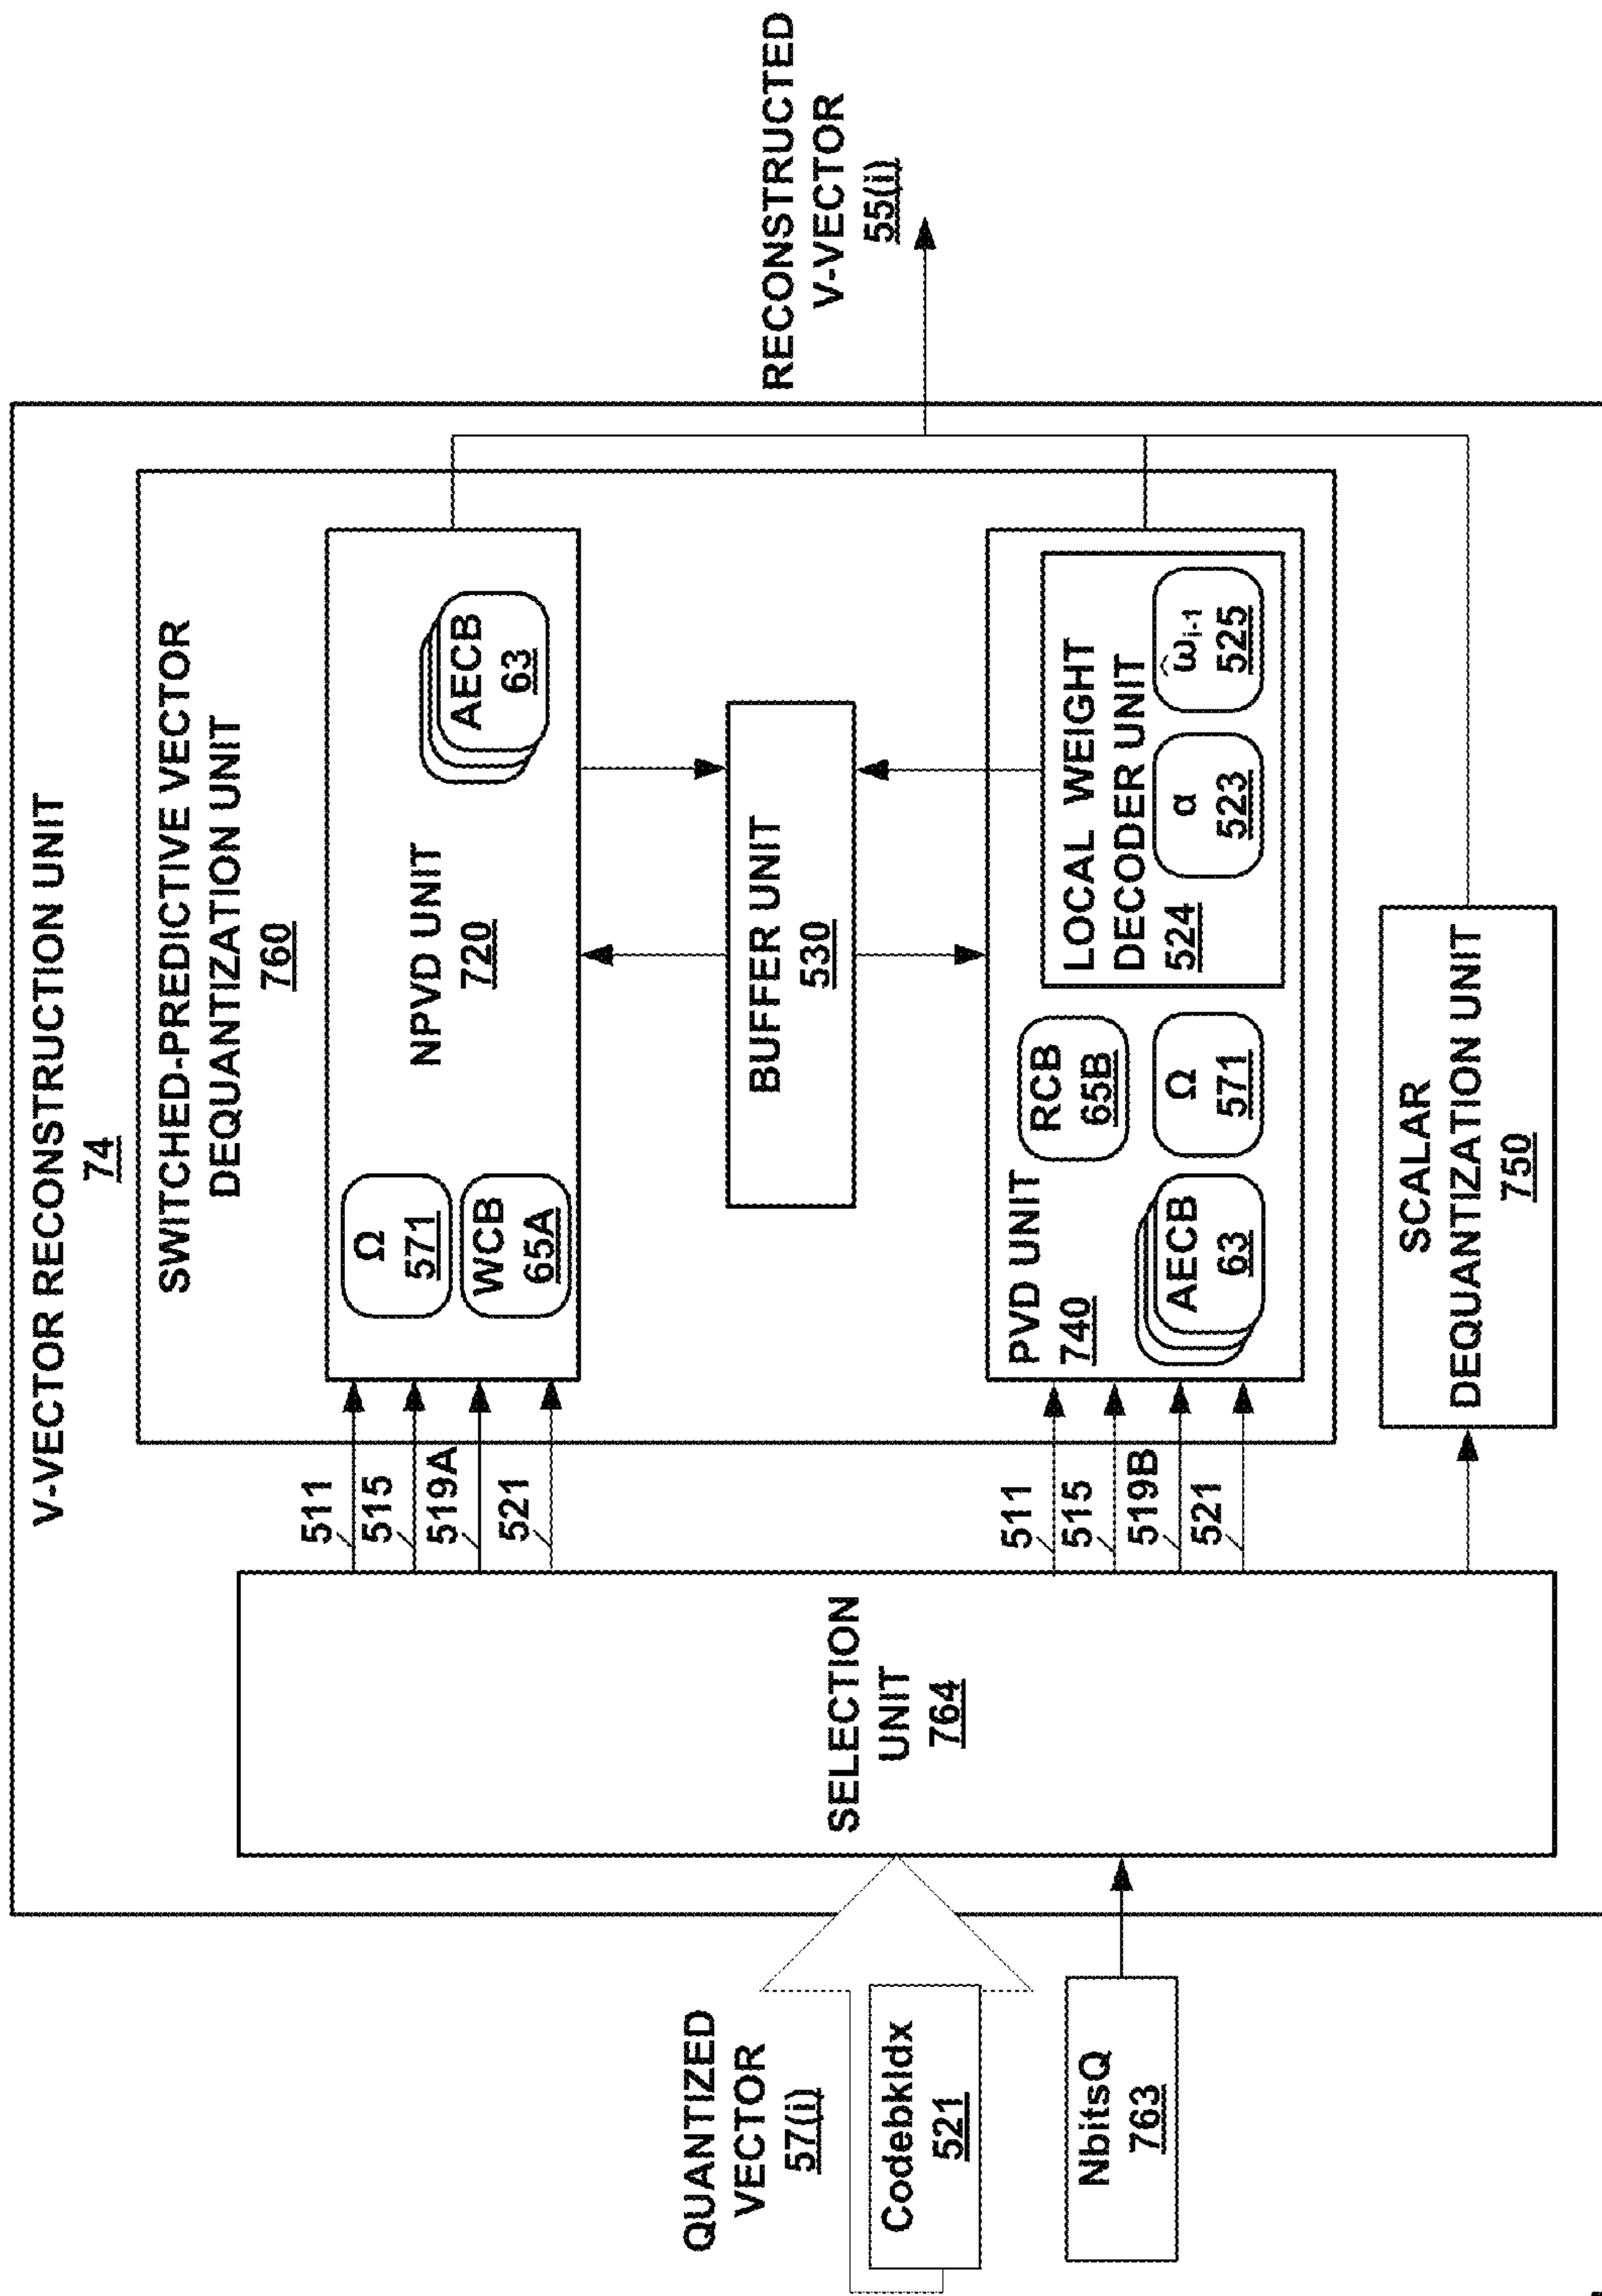 V-VECTOR RECONSTRUCTION UNIT
74
SWITCHED-PREDICTIVE VECTOR
DEQUANTIZATION UNIT
760
Ω
571
WCB
65A
NPVD UNIT
720
AECB
63
511
515
519A
521
BUFFER UNIT
530
PVD UNIT
740
RCB
65B
AECB
63
Ω
571
LOCAL WEIGHT
DECODER UNIT
524
α
523
ω̂i-1
525
511
515
519B
521
SCALAR
DEQUANTIZATION UNIT
750
SELECTION
UNIT
764
QUANTIZED
VECTOR
57(i)
CodebkIdx
521
NbitsQ
763
RECONSTRUCTED
V-VECTOR
55(i)